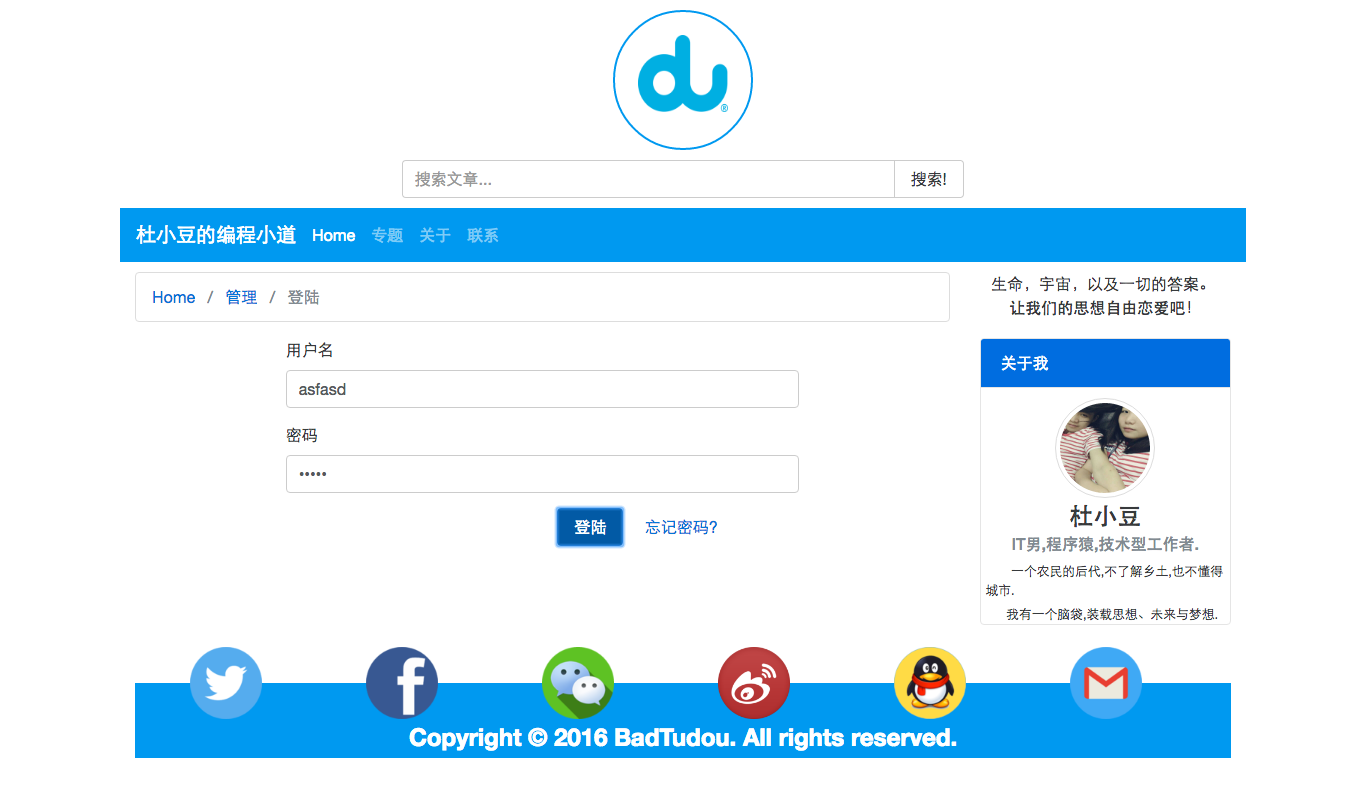 du®
搜索文章... 搜索!
杜小豆的编程小道 Home 专题 关于 联系
Home / 管理 / 登陆
用户名
asfasd
密码
•••••
登陆 忘记密码?
生命，宇宙，以及一切的答案。
让我们的思想自由恋爱吧！
关于我
杜小豆
IT男,程序猿,技术型工作者.
一个农民的后代,不了解乡土,也不懂得
城市.
我有一个脑袋,装载思想、未来与梦想.
Copyright © 2016 BadTudou. All rights reserved.